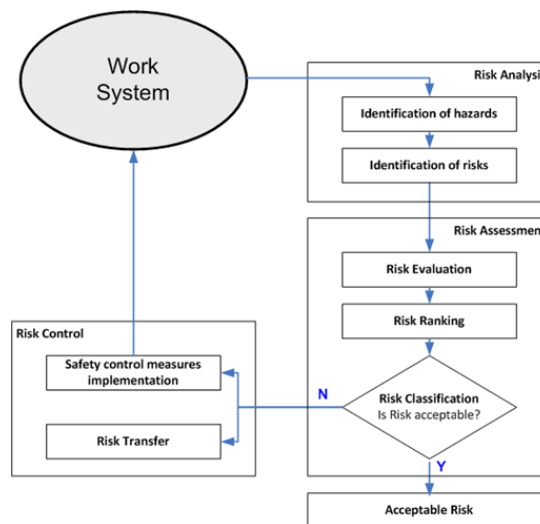 Work
System
Risk Analysi
Identification of hazards
Identification of risks
Risk Assessmen
Risk Evaluation
Risk Ranking
Risk Classification
Is Risk acceptable?
N
Y
Risk Control
Safety control measures
implementation
Risk Transfer
Acceptable Risk